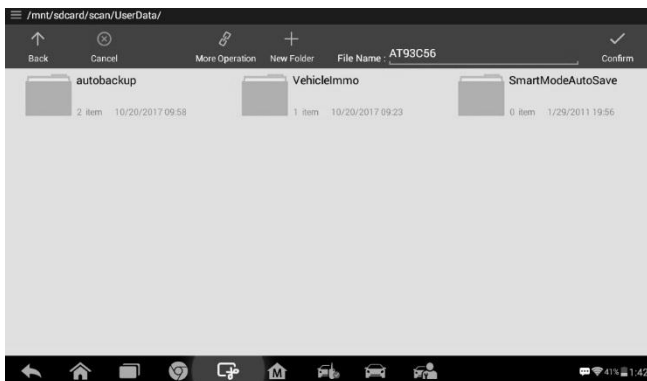 /mnt/sdcard/scan/UserData/
Back Cancel More Operation New Folder File Name : AT93C56 Confirm
autobackup VehicleImmo SmartModeAutoSave
2 item 10/20/2017 09:58 1 item 10/20/2017 09:23 0 item 1/29/2011 19:56
M 41% 1:42